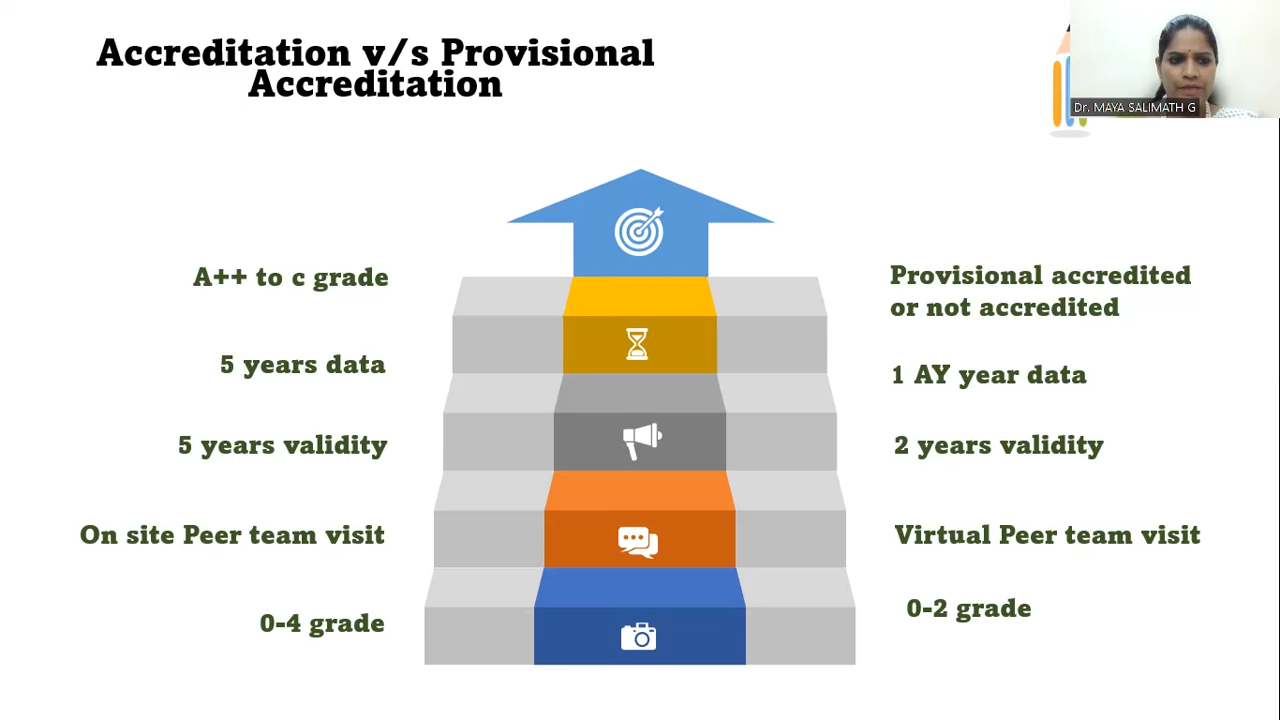 Accreditation v/s Provisional
Accreditation
Dr. MAYA SALIMATH G
A++ to c grade
Provisional accredited
or not accredited
5 years data
1 AY year data
5 years validity
2 years validity
On site Peer team visit
Virtual Peer team visit
0-4 grade
0-2 grade